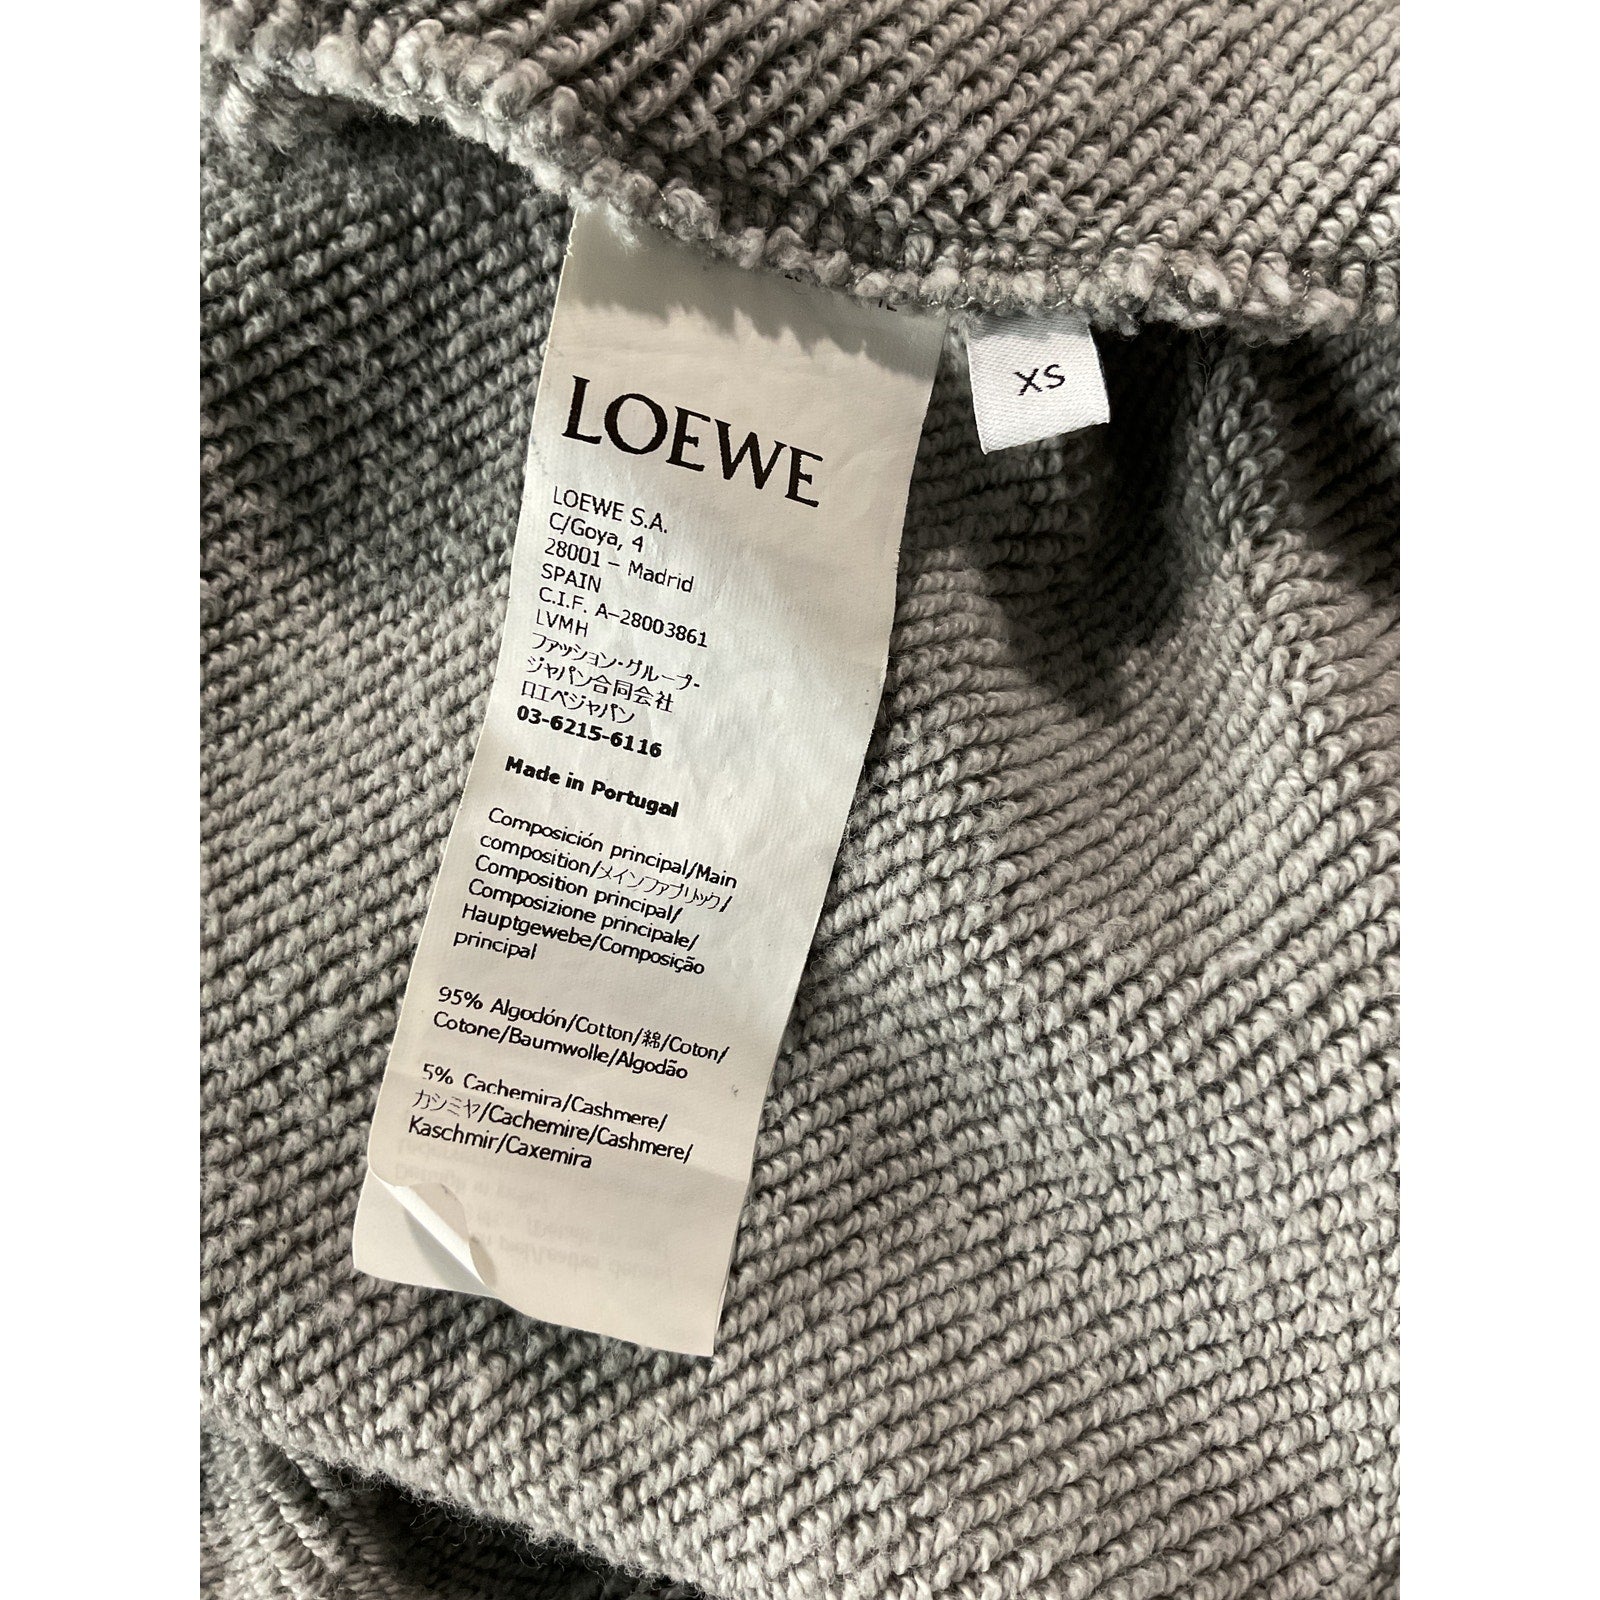 LOEWE
XS
LOEWE S.A.
C/Goya, 4
28001 – Madrid
SPAIN
C.I.F. A-28003861
LVMH
ファッション・グループ・
ジャパン合同会社
ロエベジャパン
03-6215-6116
Made in Portugal
Composición principal/Main
composition/メインファブリック/
Composition principal/
Composizione principale/
Hauptgewebe/Composição
principal
95% Algodón/Cotton/綿/Coton/
Cotone/Baumwolle/Algodão
5% Cachemira/Cashmere/
カシミヤ/Cachemire/Cashmere/
Kaschmir/Caxemira